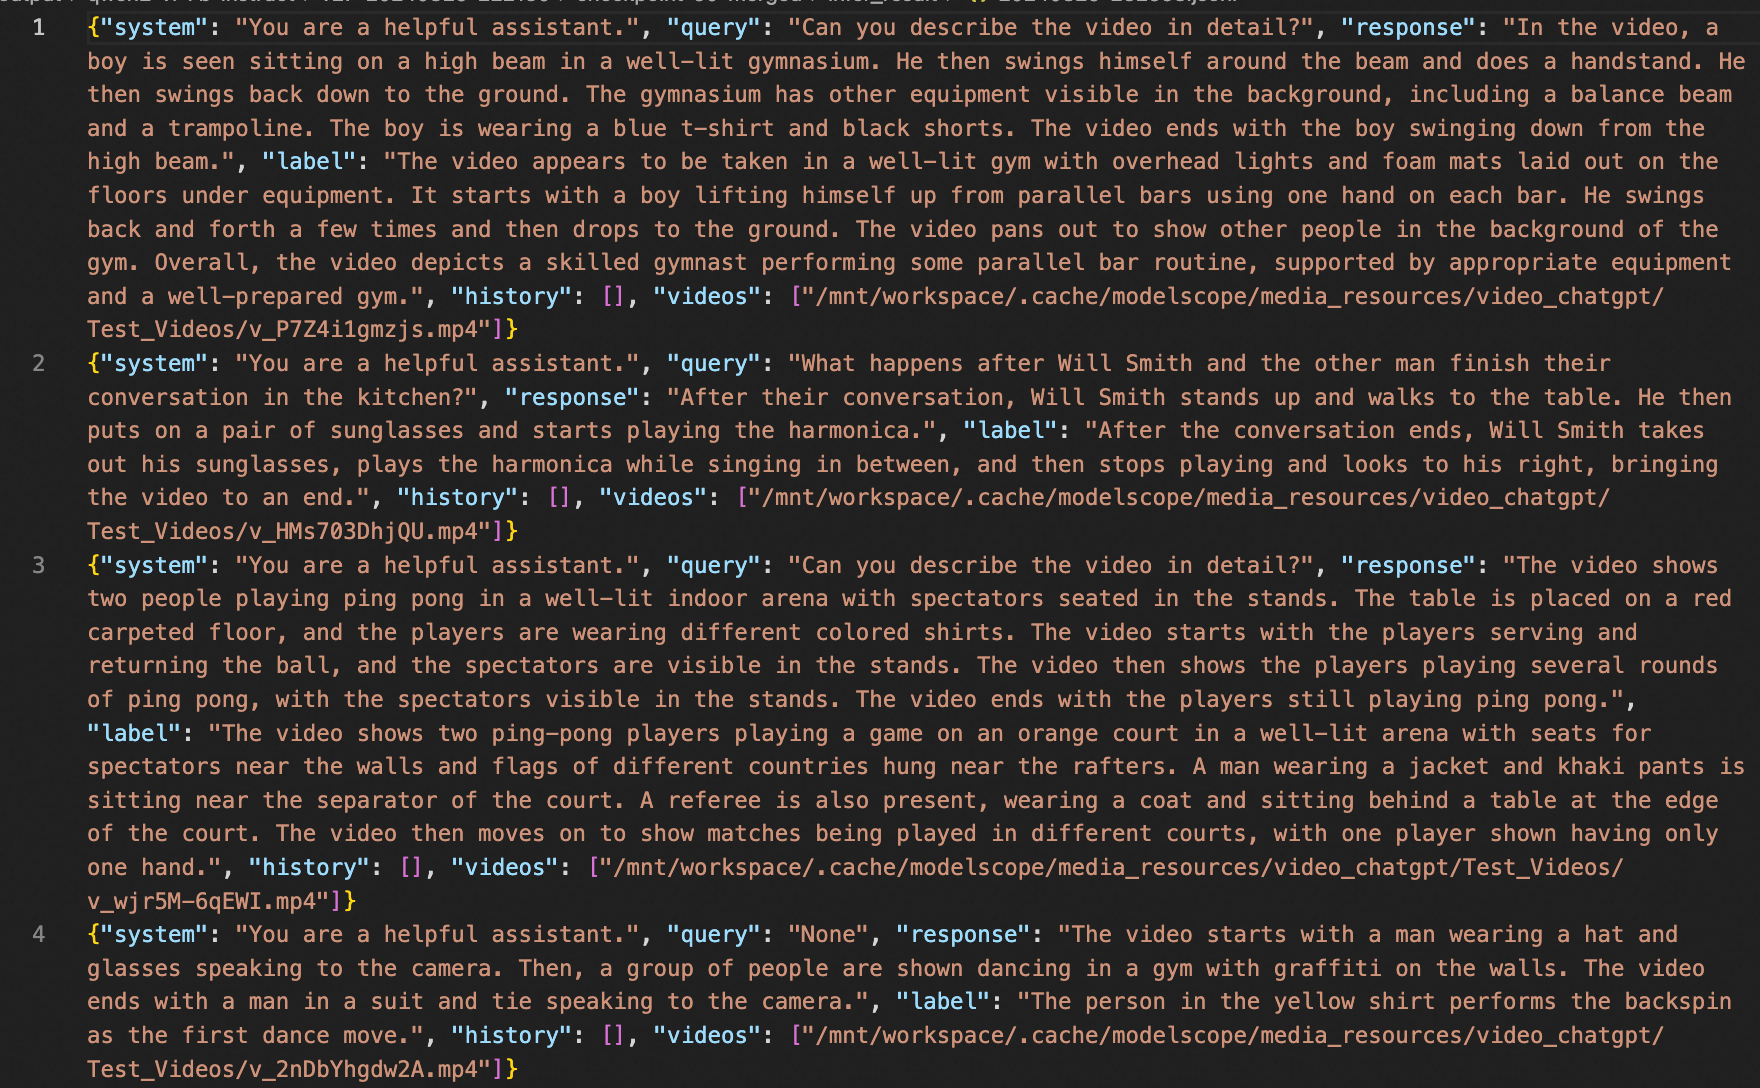 1 {"system": "You are a helpful assistant.", "query": "Can you describe the video in detail?", "response": "In the video, a
boy is seen sitting on a high beam in a well-lit gymnasium. He then swings himself around the beam and does a handstand. He
then swings back down to the ground. The gymnasium has other equipment visible in the background, including a balance beam
and a trampoline. The boy is wearing a blue t-shirt and black shorts. The video ends with the boy swinging down from the
high beam.", "label": "The video appears to be taken in a well-lit gym with overhead lights and foam mats laid out on the
floors under equipment. It starts with a boy lifting himself up from parallel bars using one hand on each bar. He swings
back and forth a few times and then drops to the ground. The video pans out to show other people in the background of the
gym. Overall, the video depicts a skilled gymnast performing some parallel bar routine, supported by appropriate equipment
and a well-prepared gym.", "history": [], "videos": ["/mnt/workspace/.cache/modelscope/media_resources/video_chatgpt/
Test_Videos/v_P7Z4i1gmzjs.mp4"]}
2 {"system": "You are a helpful assistant.", "query": "What happens after Will Smith and the other man finish their
conversation in the kitchen?", "response": "After their conversation, Will Smith stands up and walks to the table. He then
puts on a pair of sunglasses and starts playing the harmonica.", "label": "After the conversation ends, Will Smith takes
out his sunglasses, plays the harmonica while singing in between, and then stops playing and looks to his right, bringing
the video to an end.", "history": [], "videos": ["/mnt/workspace/.cache/modelscope/media_resources/video_chatgpt/
Test_Videos/v_HMs703DhjQU.mp4"]}
3 {"system": "You are a helpful assistant.", "query": "Can you describe the video in detail?", "response": "The video shows
two people playing ping pong in a well-lit indoor arena with spectators seated in the stands. The table is placed on a red
carpeted floor, and the players are wearing different colored shirts. The video starts with the players serving and
returning the ball, and the spectators are visible in the stands. The video then shows the players playing several rounds
of ping pong, with the spectators visible in the stands. The video ends with the players still playing ping pong.",
"label": "The video shows two ping-pong players playing a game on an orange court in a well-lit arena with seats for
spectators near the walls and flags of different countries hung near the rafters. A man wearing a jacket and khaki pants is
sitting near the separator of the court. A referee is also present, wearing a coat and sitting behind a table at the edge
of the court. The video then moves on to show matches being played in different courts, with one player shown having only
one hand.", "history": [], "videos": ["/mnt/workspace/.cache/modelscope/media_resources/video_chatgpt/Test_Videos/
v_wjr5M-6qEWI.mp4"]}
4 {"system": "You are a helpful assistant.", "query": "None", "response": "The video starts with a man wearing a hat and
glasses speaking to the camera. Then, a group of people are shown dancing in a gym with graffiti on the walls. The video
ends with a man in a suit and tie speaking to the camera.", "label": "The person in the yellow shirt performs the backspin
as the first dance move.", "history": [], "videos": ["/mnt/workspace/.cache/modelscope/media_resources/video_chatgpt/
Test_Videos/v_2nDbYhgdw2A.mp4"]}